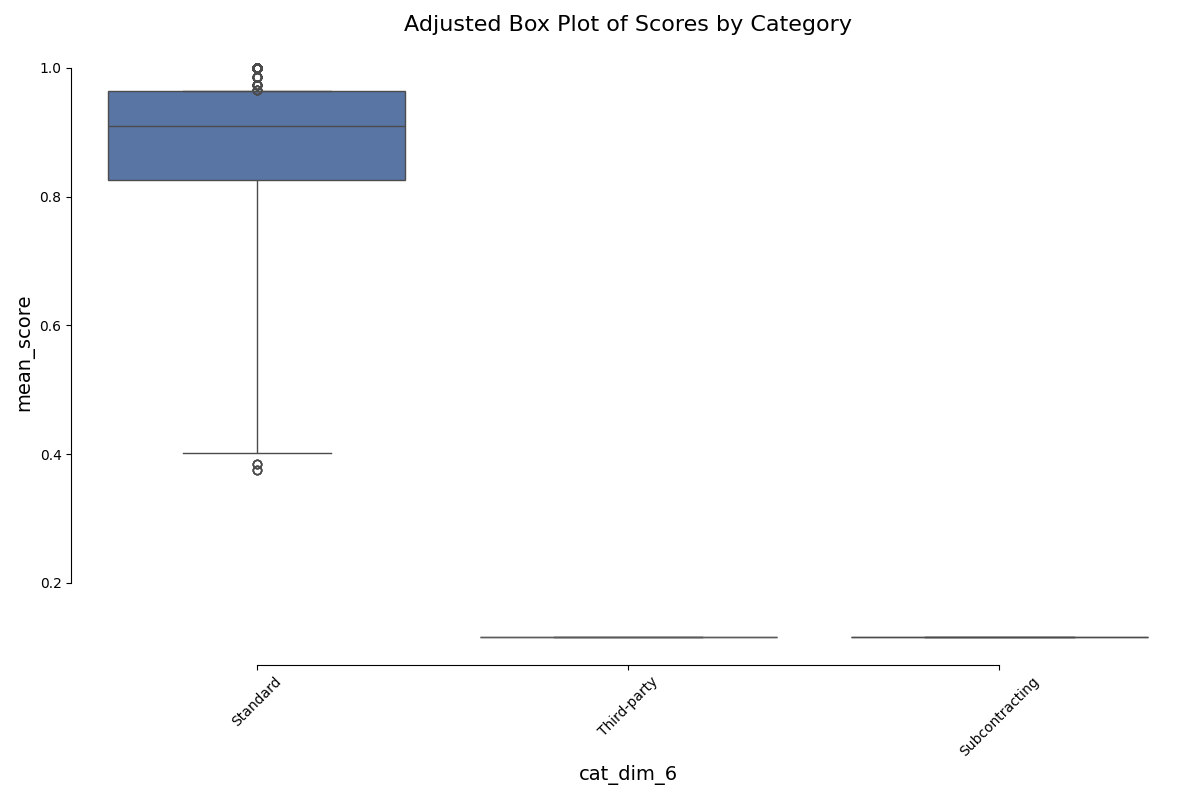 Adjusted Box Plot of Scores by Category
1.0
0.8
0.6
0.4
0.2
mean_score
Standard
Third-party
Subcontracting
cat_dim_6